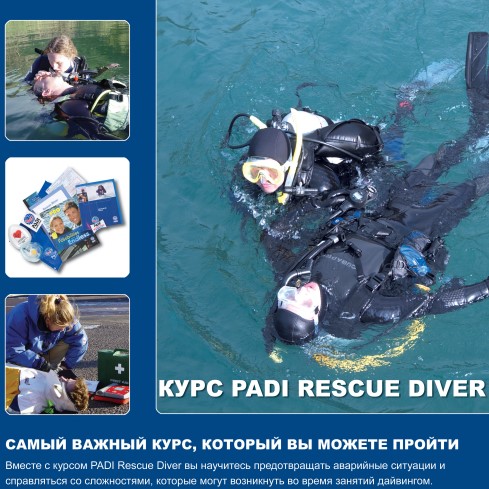 КУРС PADI RESCUE DIVER
САМЫЙ ВАЖНЫЙ КУРС, КОТОРЫЙ ВЫ МОЖЕТЕ ПРОЙТИ
Вместе с курсом PADI Rescue Diver вы научитесь предотвращать аварийные ситуации и
справляться со сложностями, которые могут возникнуть во время занятий дайвингом.